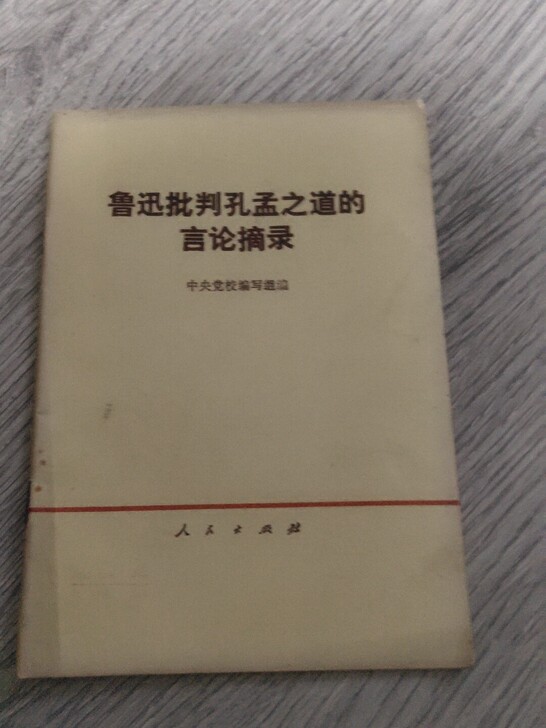 鲁迅批判孔孟之道的
言论摘录
中央党校编写组编
人民出版社